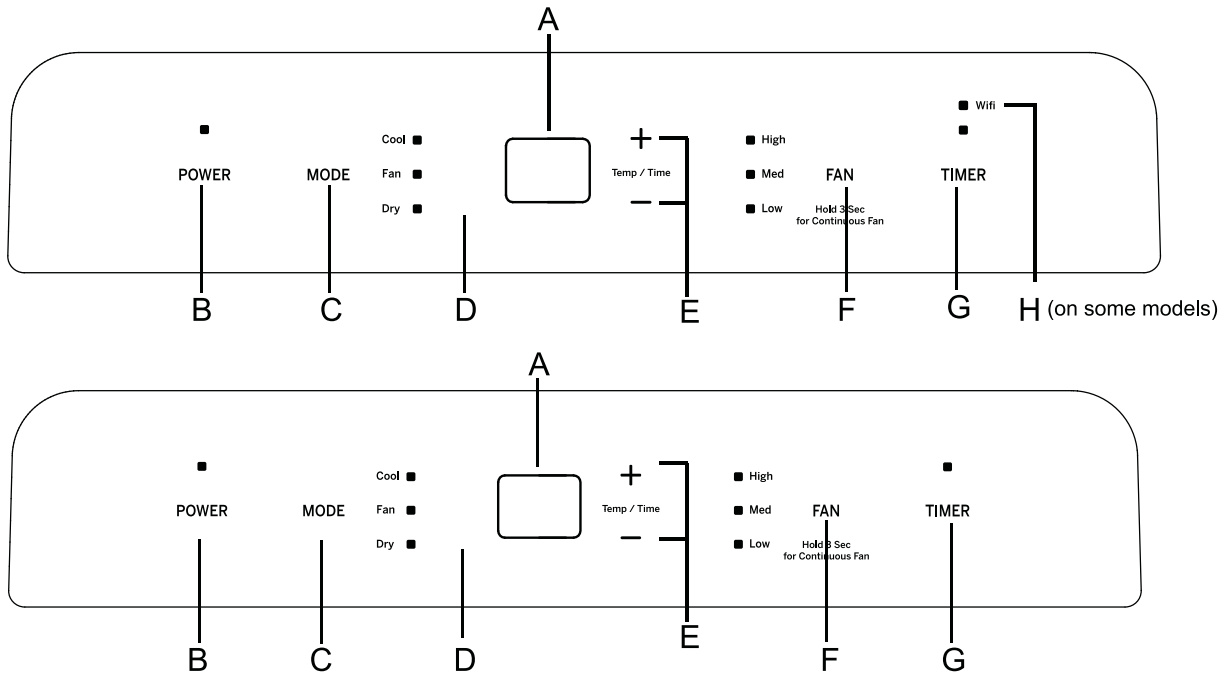 A
Wifi
Cool
+
High
POWER
MODE
Fan
Temp / Time
Med
FAN
TIMER
Dry
−
Low
Hold 3 Sec
for Continuous Fan
B
C
D
E
F
G
H (on some models)
A
Cool
+
High
POWER
MODE
Fan
Temp / Time
Med
FAN
TIMER
Dry
−
Low
Hold 3 Sec
for Continuous Fan
B
C
D
E
F
G